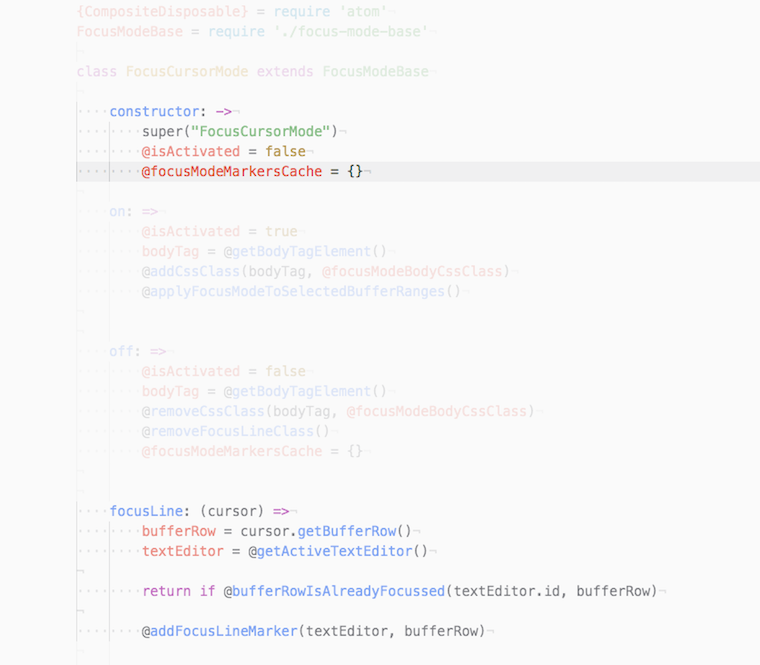 {CompositeDisposable} = require 'atom'
FocusModeBase = require './focus-mode-base'
class FocusCursorMode extends FocusModeBase
constructor: ->
super("FocusCursorMode")
@isActivated = false
@focusModeMarkersCache = {}
on: =>
@isActivated = true
bodyTag = @getBodyTagElement()
@addCssClass(bodyTag, @focusModeBodyCssClass)
@applyFocusModeToSelectedBufferRanges()
off: =>
@isActivated = false
bodyTag = @getBodyTagElement()
@removeCssClass(bodyTag, @focusModeBodyCssClass)
@removeFocusLineClass()
@focusModeMarkersCache = {}
focusLine: (cursor) =>
bufferRow = cursor.getBufferRow()
textEditor = @getActiveTextEditor()
return if @bufferRowIsAlreadyFocussed(textEditor.id, bufferRow)
@addFocusLineMarker(textEditor, bufferRow)